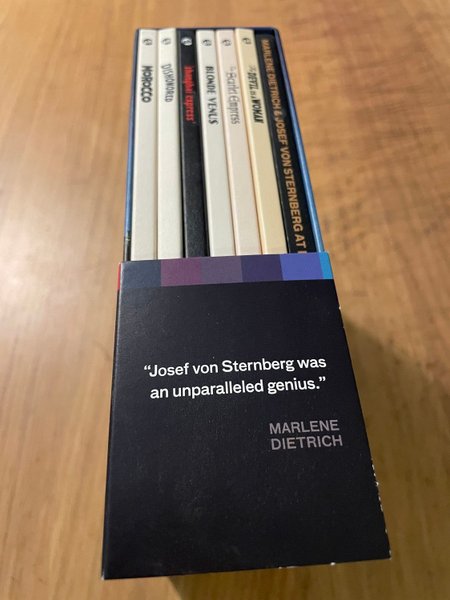 MOROCCO
DISHONORED
shanghai express
BLONDE VENUS
The Scarlet Empress
The DEVIL is a WOMAN
MARLENE DIETRICH & JOSEF VON STERNBERG AT
“Josef von Sternberg was
an unparalleled genius.”
MARLENE
DIETRICH